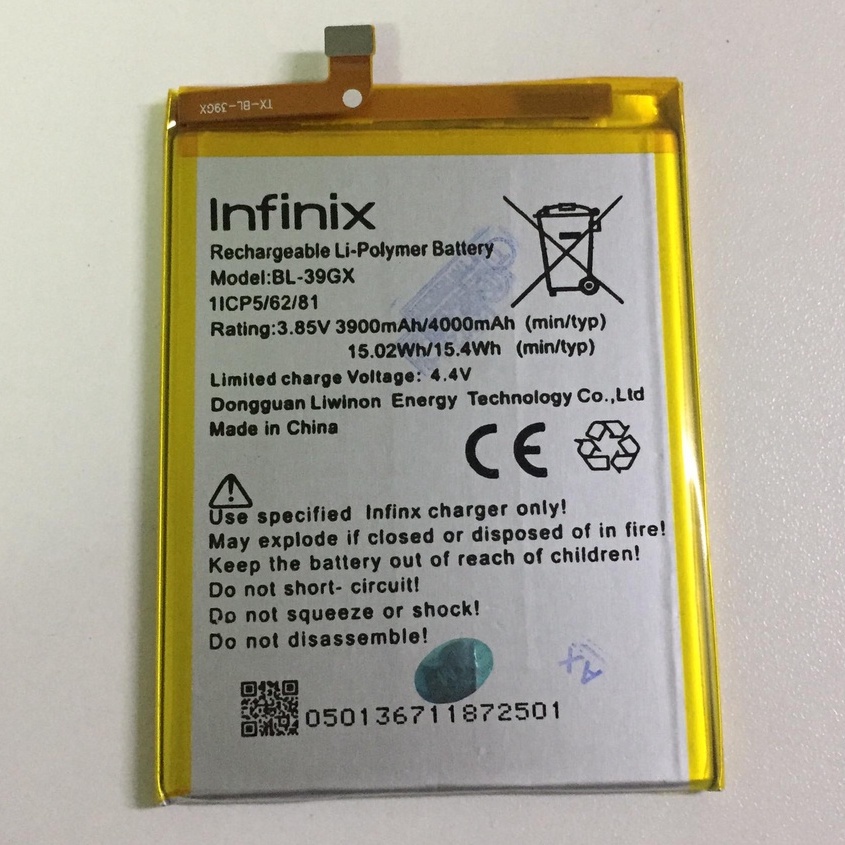 TX-BL-39GX
Infinix
Rechargeable Li-Polymer Battery
Model:BL-39GX
1ICP5/62/81
Rating:3.85V 3900mAh/4000mAh (min/typ)
15.02Wh/15.4Wh (min/typ)
Limited charge Voltage: 4.4V
Dongguan Liwinon Energy Technology Co.,Ltd
Made in China
CE
Use specified Infinx charger only!
May explode if closed or disposed of in fire!
Keep the battery out of reach of children!
Do not short- circuit!
Do not squeeze or shock!
Do not disassemble!
050136711872501